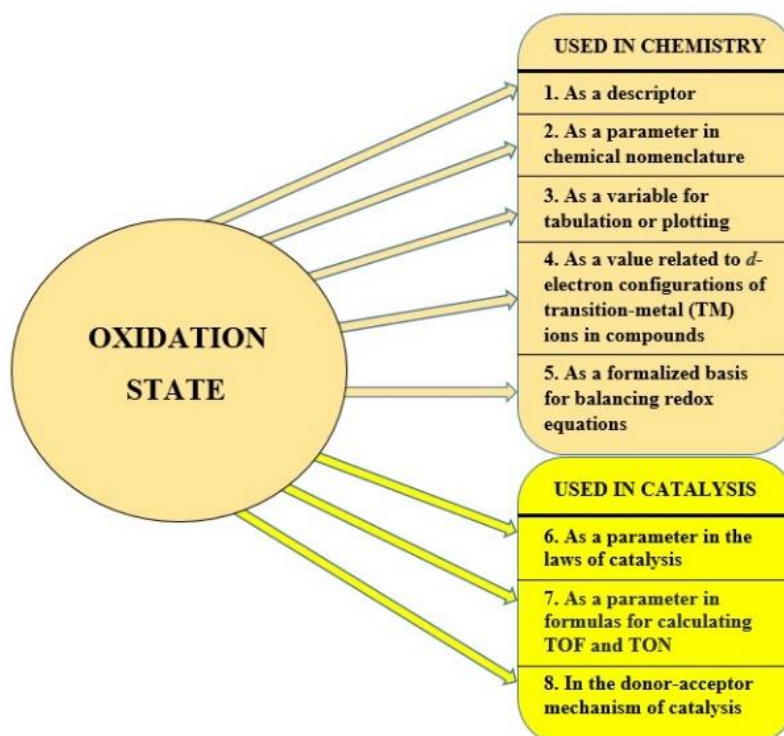 OXIDATION
STATE
USED IN CHEMISTRY
1. As a descriptor
2. As a parameter in
chemical nomenclature
3. As a variable for
tabulation or plotting
4. As a value related to d-
electron configurations of
transition-metal (TM)
ions in compounds
5. As a formalized basis
for balancing redox
equations
USED IN CATALYSIS
6. As a parameter in the
laws of catalysis
7. As a parameter in
formulas for calculating
TOF and TON
8. In the donor-acceptor
mechanism of catalysis